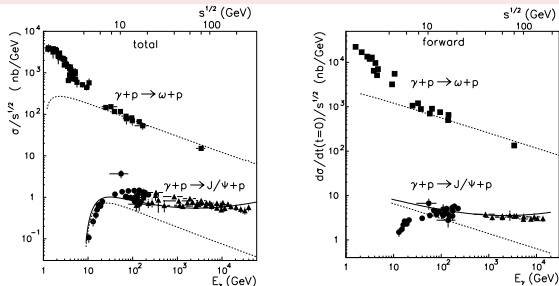 s^{1/2} (GeV)
10 100
total
γ+p→ω+p
γ+p→J/Ψ+p
σ/s^{1/2} (nb/GeV)
10^4
10^3
10^2
10
1
10^{-1}
1 10 10^2 10^3 10^4
E_γ (GeV)
s^{1/2} (GeV)
10 100
forward
γ+p→ω+p
γ+p→J/Ψ+p
dσ/dt(t=0)/s^{1/2} (nb/GeV)
10^4
10^3
10^2
10
1
1 10 10^2 10^3 10^4
E_γ (GeV)